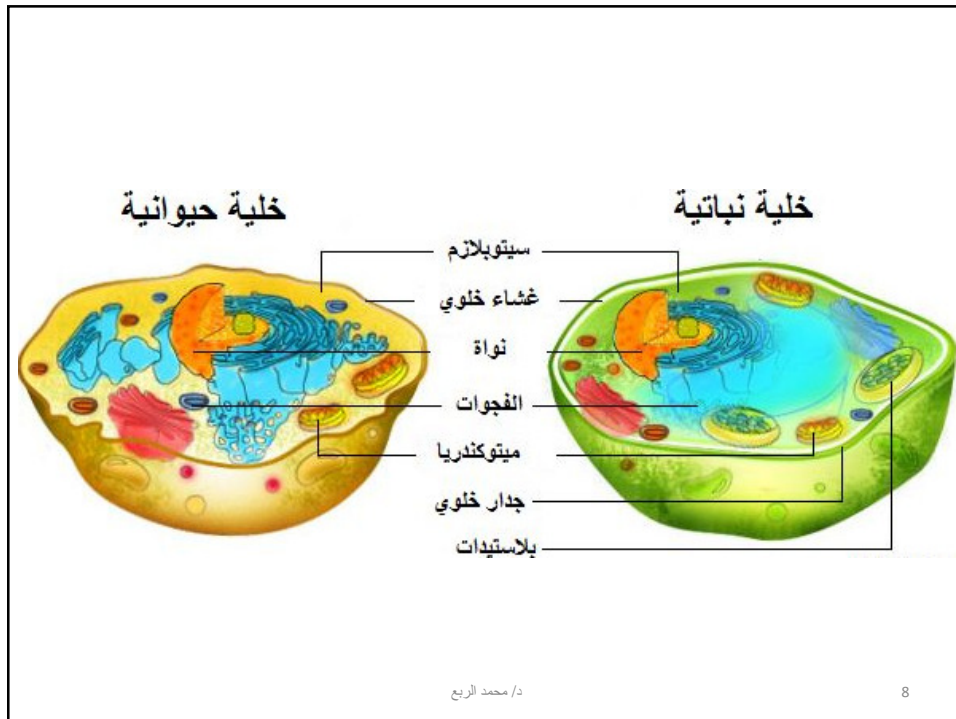 خلية نباتية
خلية حيوانية
سيتوبلازم
غشاء خلوي
نواة
الفجوات
ميتوكندريا
جدار خلوي
بلاستيدات
د/ محمد الربع
8